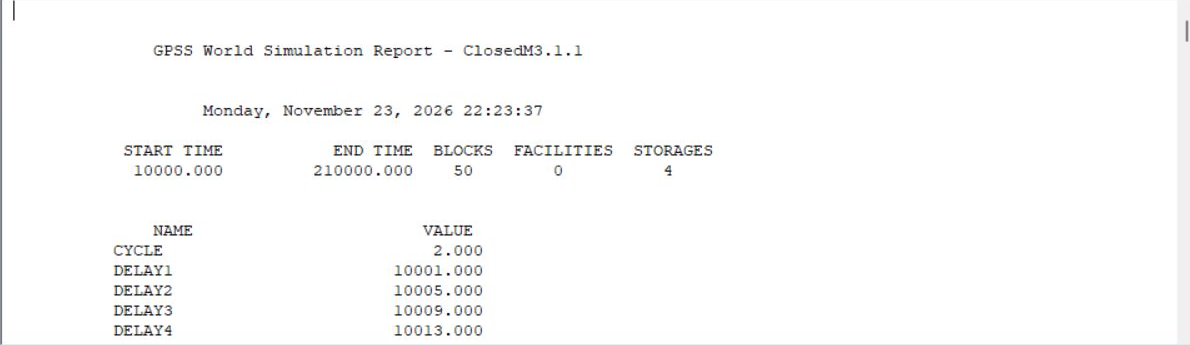 GPSS World Simulation Report - ClosedM3.1.1
Monday, November 23, 2026 22:23:37
START TIME END TIME BLOCKS FACILITIES STORAGES
10000.000 210000.000 50 0 4
NAME VALUE
CYCLE 2.000
DELAY1 10001.000
DELAY2 10005.000
DELAY3 10009.000
DELAY4 10013.000